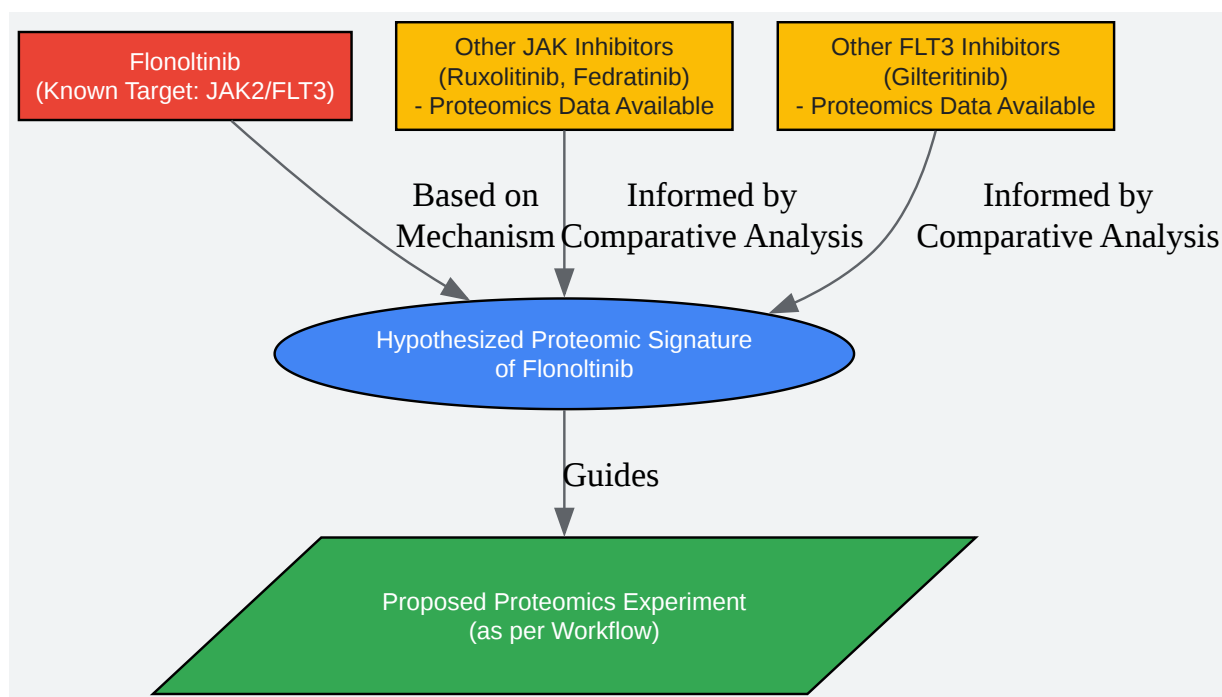 Flonoltinib
(Known Target: JAK2/FLT3)
Other JAK Inhibitors
(Ruxolitinib, Fedratinib)
- Proteomics Data Available
Other FLT3 Inhibitors
(Gilteritinib)
- Proteomics Data Available
Based on
Mechanism
Informed by
Comparative Analysis
Informed by
Comparative Analysis
Hypothesized Proteomic Signature
of Flonoltinib
Guides
Proposed Proteomics Experiment
(as per Workflow)